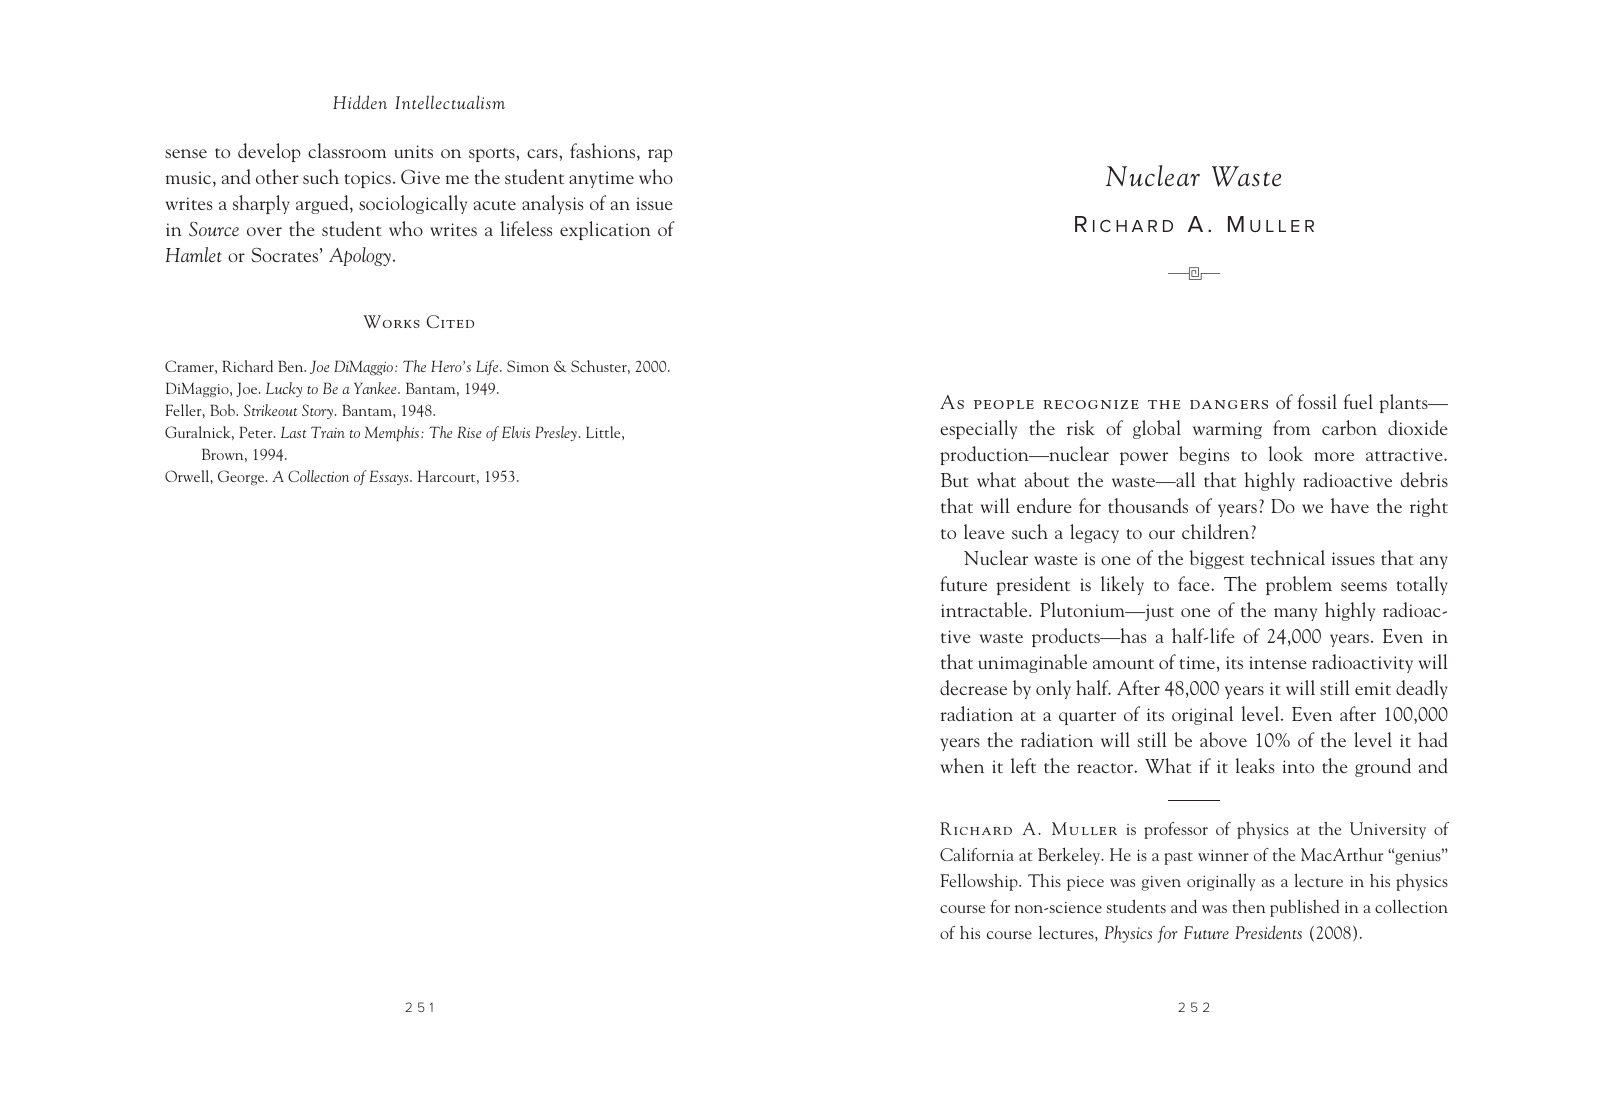 Hidden Intellectualism
sense to develop classroom units on sports, cars, fashions, rap
music, and other such topics. Give me the student anytime who
writes a sharply argued, sociologically acute analysis of an issue
in Source over the student who writes a lifeless explication of
Hamlet or Socrates’ Apology.
Works Cited
Cramer, Richard Ben. Joe DiMaggio: The Hero’s Life. Simon & Schuster, 2000.
DiMaggio, Joe. Lucky to Be a Yankee. Bantam, 1949.
Feller, Bob. Strikeout Story. Bantam, 1948.
Guralnick, Peter. Last Train to Memphis: The Rise of Elvis Presley. Little,
Brown, 1994.
Orwell, George. A Collection of Essays. Harcourt, 1953.
251
Nuclear Waste
Richard A. Muller
As people recognize the dangers of fossil fuel plants—
especially the risk of global warming from carbon dioxide
production—nuclear power begins to look more attractive.
But what about the waste—all that highly radioactive debris
that will endure for thousands of years? Do we have the right
to leave such a legacy to our children?
Nuclear waste is one of the biggest technical issues that any
future president is likely to face. The problem seems totally
intractable. Plutonium—just one of the many highly radioac-
tive waste products—has a half-life of 24,000 years. Even in
that unimaginable amount of time, its intense radioactivity will
decrease by only half. After 48,000 years it will still emit deadly
radiation at a quarter of its original level. Even after 100,000
years the radiation will still be above 10% of the level it had
when it left the reactor. What if it leaks into the ground and
Richard A. Muller is professor of physics at the University of
California at Berkeley. He is a past winner of the MacArthur “genius”
Fellowship. This piece was given originally as a lecture in his physics
course for non-science students and was then published in a collection
of his course lectures, Physics for Future Presidents (2008).
252